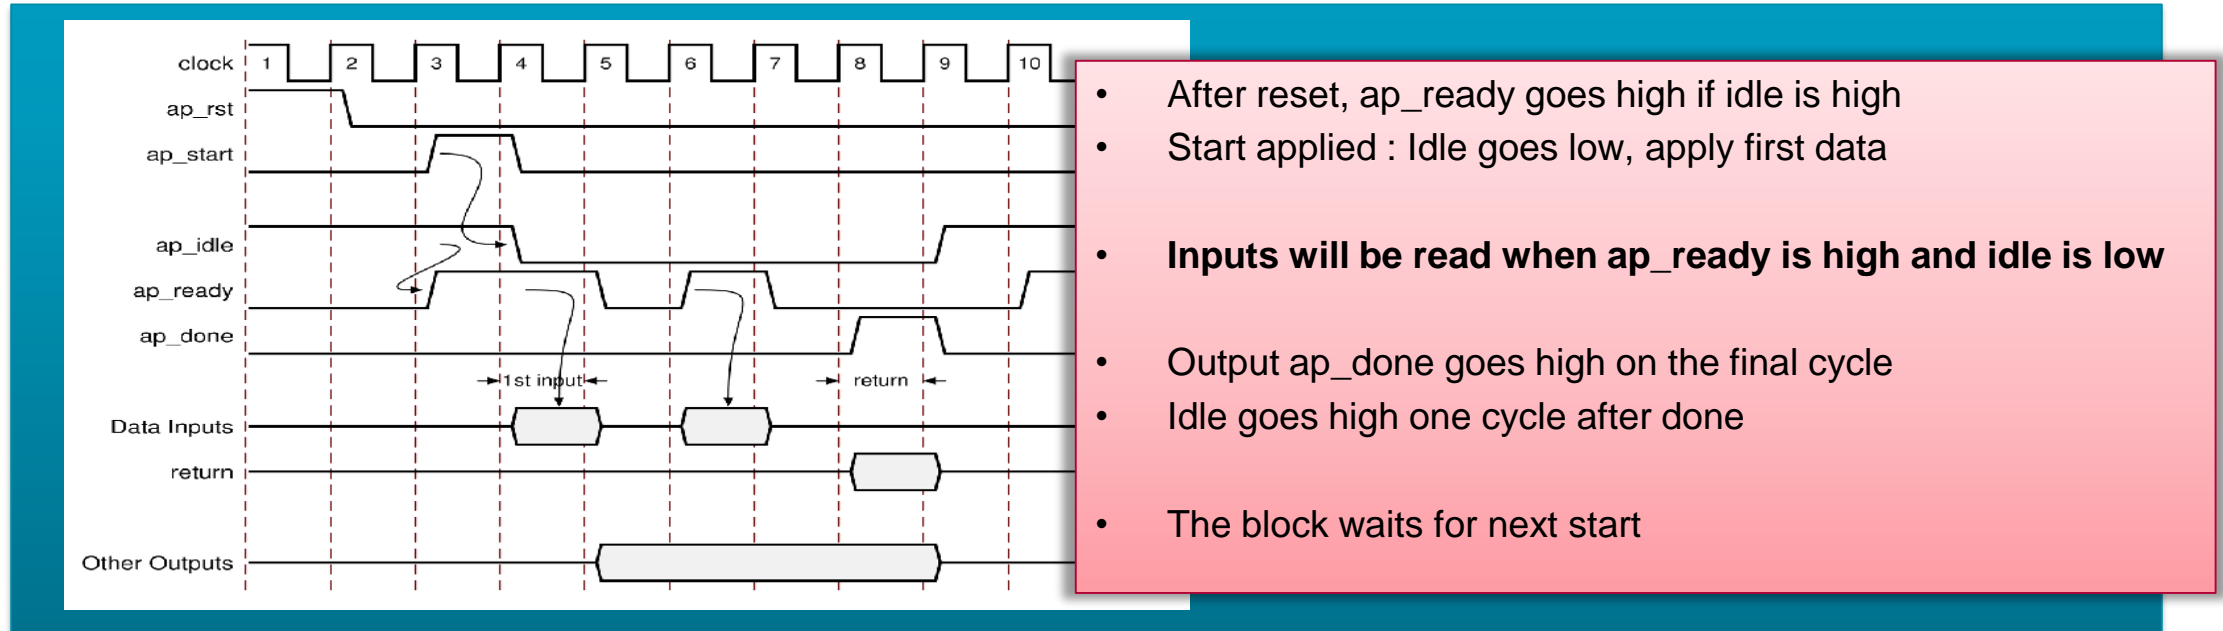 clock 1 2 3 4 5 6 7 8 9 10
ap_rst
ap_start
ap_idle
ap_ready
ap_done
1st input return
Data Inputs
return
Other Outputs
• After reset, ap_ready goes high if idle is high
• Start applied : Idle goes low, apply first data
• Inputs will be read when ap_ready is high and idle is low
• Output ap_done goes high on the final cycle
• Idle goes high one cycle after done
• The block waits for next start